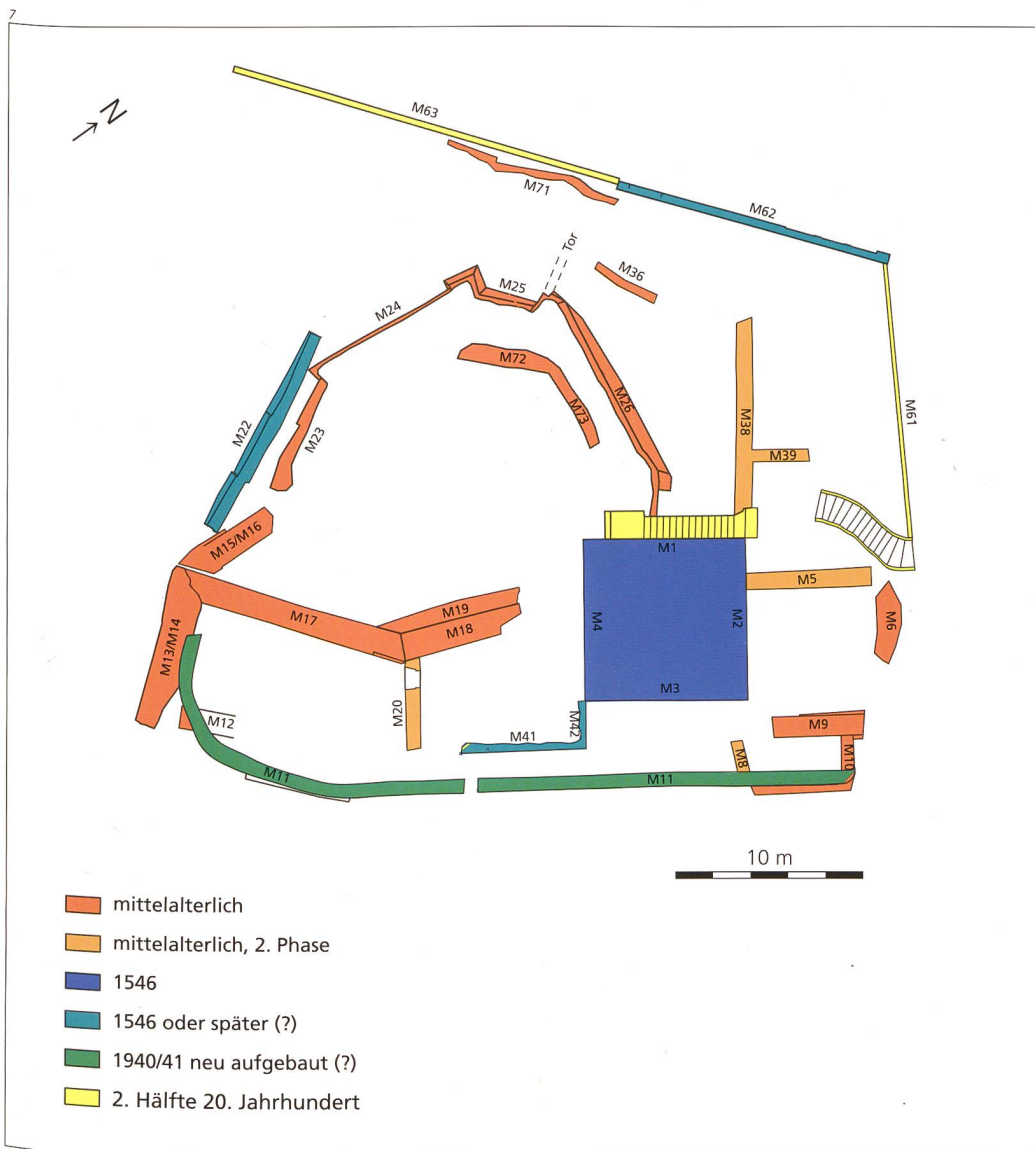 7
N
M63
M71
M62
Tor
M36
M25
M24
M72
M26
M73
M38
M61
M22
M23
M39
M15/M16
M1
M5
M19
M17
M18
M4
M2
M6
M13/M14
M3
M20
M12
M42
M9
M41
M8
M10
M11
M11
10 m
mittelalterlich
mittelalterlich, 2. Phase
1546
1546 oder später (?)
1940/41 neu aufgebaut (?)
2. Hälfte 20. Jahrhundert